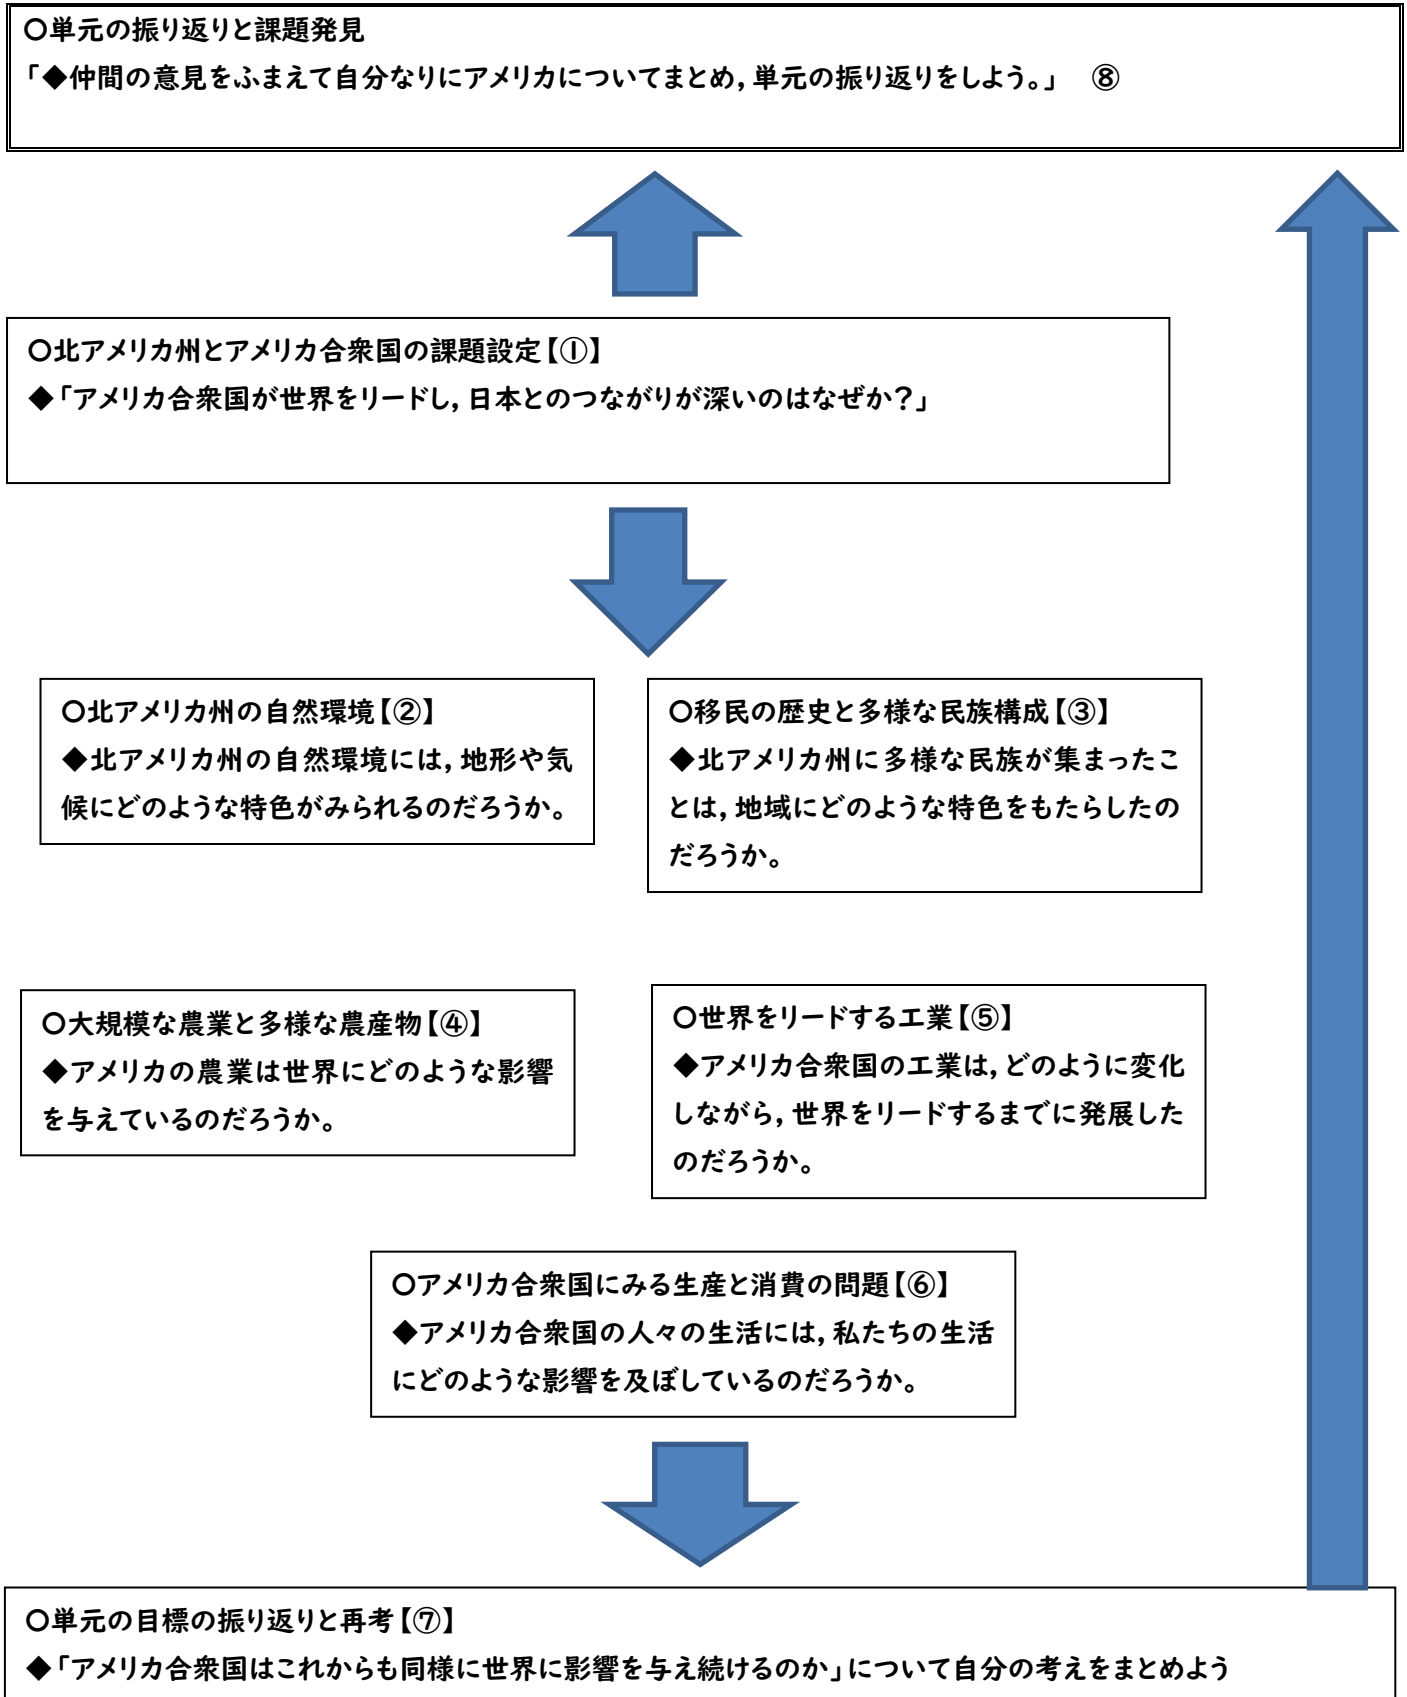 〇単元の振り返りと課題発見
「◆仲間の意見をふまえて自分なりにアメリカについてまとめ，単元の振り返りをしよう。」　⑧
〇北アメリカ州とアメリカ合衆国の課題設定【①】
◆「アメリカ合衆国が世界をリードし，日本とのつながりが深いのはなぜか？」
〇北アメリカ州の自然環境【②】
◆北アメリカ州の自然環境には，地形や気
候にどのような特色がみられるのだろうか。
〇移民の歴史と多様な民族構成【③】
◆北アメリカ州に多様な民族が集まったこ
とは，地域にどのような特色をもたらしたの
だろうか。
〇大規模な農業と多様な農産物【④】
◆アメリカの農業は世界にどのような影響
を与えているのだろうか。
〇世界をリードする工業【⑤】
◆アメリカ合衆国の工業は，どのように変化
しながら，世界をリードするまでに発展した
のだろうか。
〇アメリカ合衆国にみる生産と消費の問題【⑥】
◆アメリカ合衆国の人々の生活には，私たちの生活
にどのような影響を及ぼしているのだろうか。
〇単元の目標の振り返りと再考【⑦】
◆「アメリカ合衆国はこれからも同様に世界に影響を与え続けるのか」について自分の考えをまとめよう